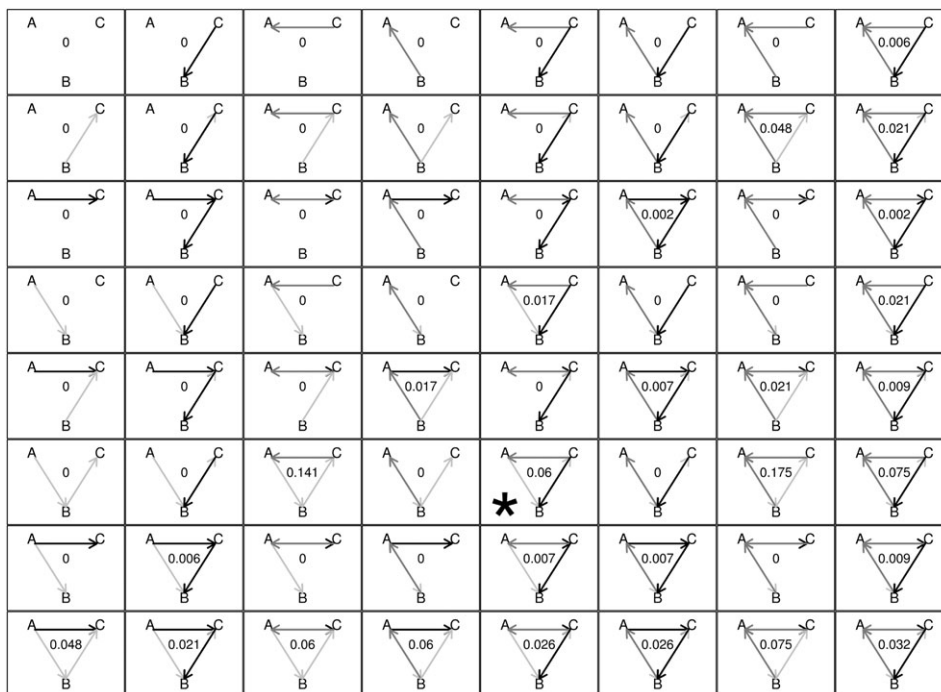 A C A C A C A C A C A C A C A C
0 0 0 0 0 0 0 0.006
B B B B B B B B
A C A C A C A C A C A C A C A C
0 0 0 0 0 0 0.048 0.021
B B B B B B B B
A C A C A C A C A C A C A C A C
0 0 0 0 0 0.002 0 0.002
B B B B B B B B
A C A C A C A C A C A C A C A C
0 0 0 0 0.017 0 0 0.021
B B B B B B B B
A C A C A C A C A C A C A C A C
0 0 0 0.017 0 0.007 0.021 0.009
B B B B B B B B
A C A C A C A C A C A C A C A C
0 0 0.141 0 0.06 0 0.175 0.075
B B B B * B B B B
A C A C A C A C A C A C A C A C
0 0.006 0 0 0.007 0.007 0 0.009
B B B B B B B B
A C A C A C A C A C A C A C A C
0.048 0.021 0.06 0.06 0.026 0.026 0.075 0.032
B B B B B B B B